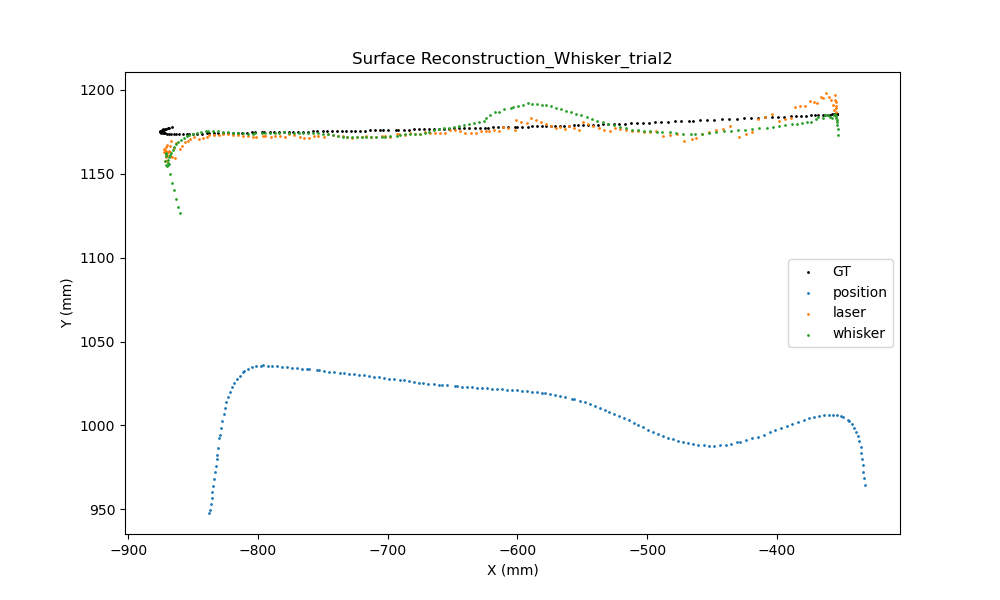 Surface Reconstruction_Whisker_trial2
Y (mm)
1200
1150
1100
1050
1000
950
GT
position
laser
whisker
−900 −800 −700 −600 −500 −400
X (mm)